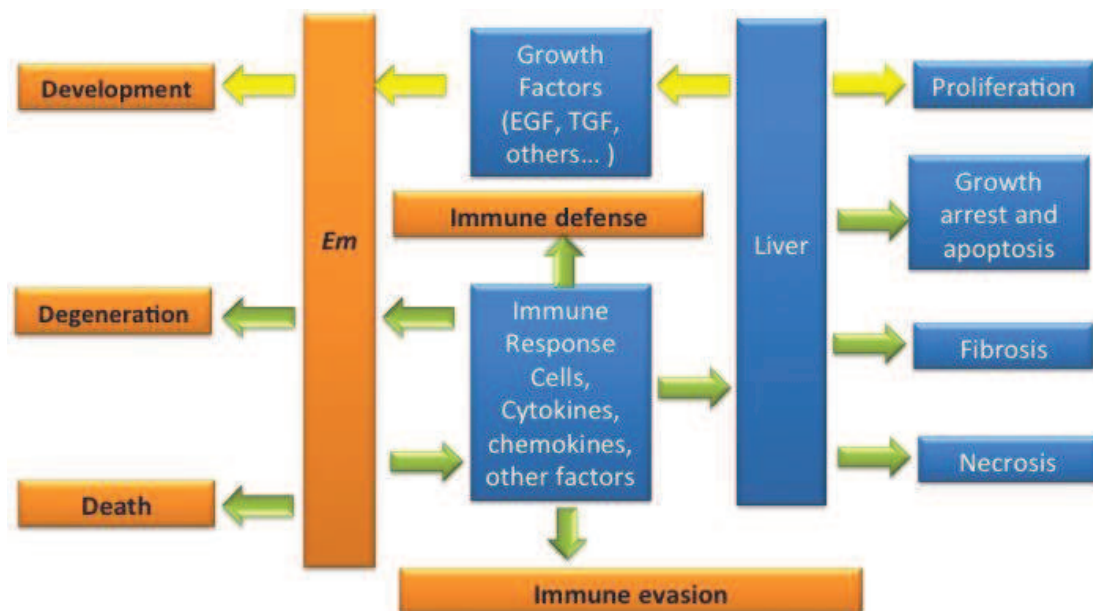 Development
Degeneration
Death
Em
Growth
Factors
(EGF, TGF,
others... )
Immune defense
Immune
Response
Cells,
Cytokines,
chemokines,
other factors
Immune evasion
Liver
Proliferation
Growth
arrest and
apoptosis
Fibrosis
Necrosis